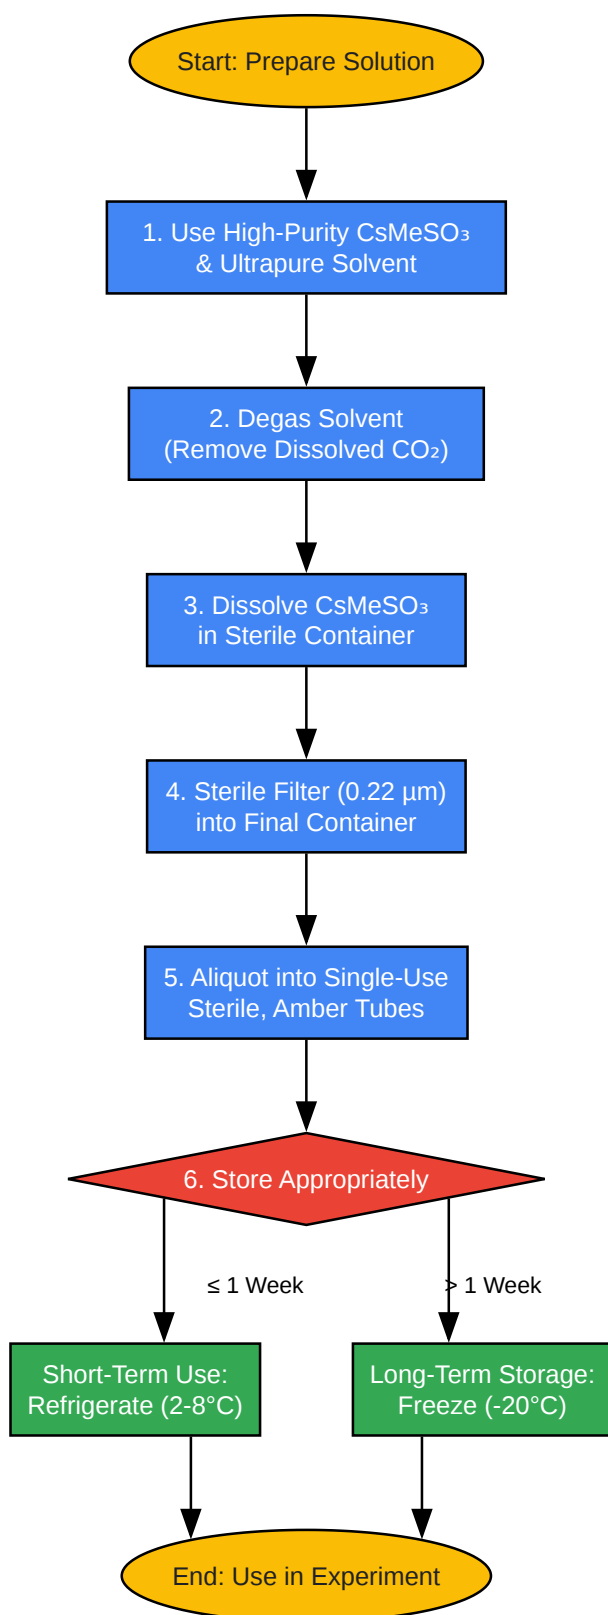 Start: Prepare Solution
1. Use High-Purity CsMeSO₃
& Ultrapure Solvent
2. Degas Solvent
(Remove Dissolved CO₂)
3. Dissolve CsMeSO₃
in Sterile Container
4. Sterile Filter (0.22 µm)
into Final Container
5. Aliquot into Single-Use
Sterile, Amber Tubes
6. Store Appropriately
≤ 1 Week
> 1 Week
Short-Term Use:
Refrigerate (2-8°C)
Long-Term Storage:
Freeze (-20°C)
End: Use in Experiment